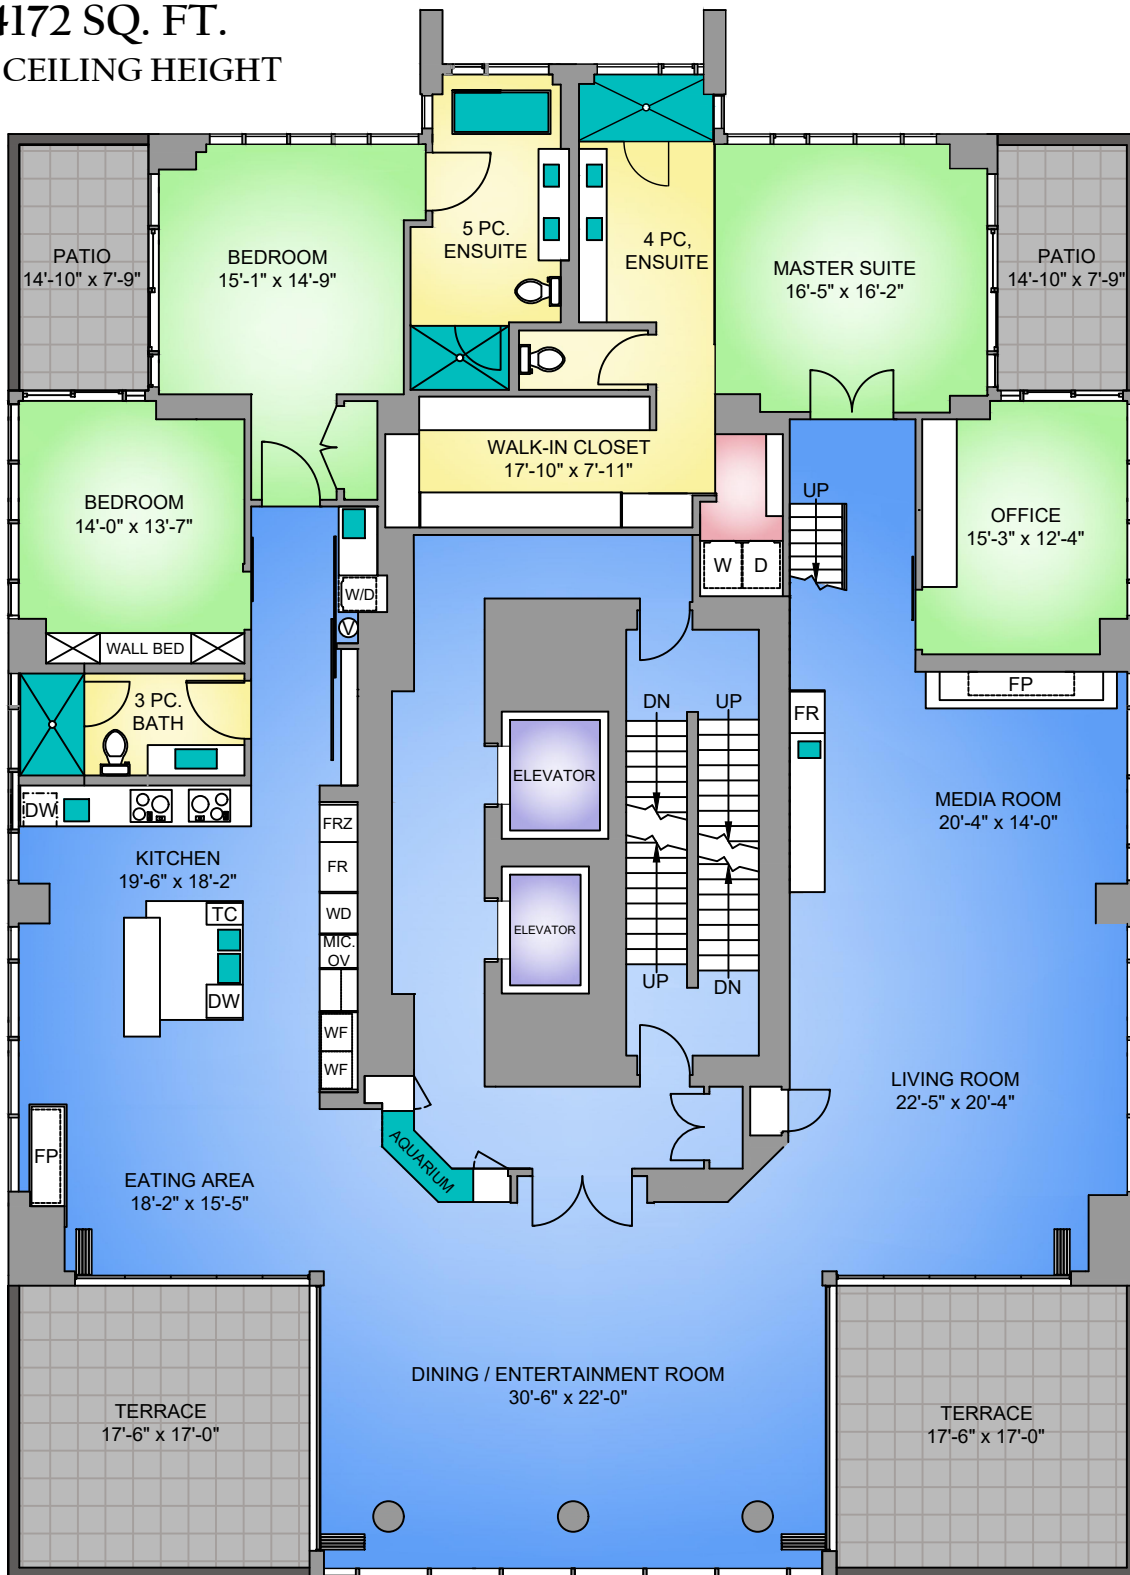 4172 SQ. FT.
CEILING HEIGHT
PATIO
14'-10" x 7'-9"
BEDROOM
15'-1" x 14'-9"
5 PC.
ENSUITE
4 PC,
ENSUITE
MASTER SUITE
16'-5" x 16'-2"
PATIO
14'-10" x 7'-9"
WALK-IN CLOSET
17'-10" x 7'-11"
BEDROOM
14'-0" x 13'-7"
UP
OFFICE
15'-3" x 12'-4"
W
D
W/D
V
WALL BED
3 PC.
BATH
FP
DN
UP
FR
ELEVATOR
DW
FRZ
MEDIA ROOM
20'-4" x 14'-0"
KITCHEN
19'-6" x 18'-2"
FR
TC
WD
ELEVATOR
MIC.
OV
UP
DN
DW
WF
WF
LIVING ROOM
22'-5" x 20'-4"
FP
AQUARIUM
EATING AREA
18'-2" x 15'-5"
DINING / ENTERTAINMENT ROOM
30'-6" x 22'-0"
TERRACE
17'-6" x 17'-0"
TERRACE
17'-6" x 17'-0"